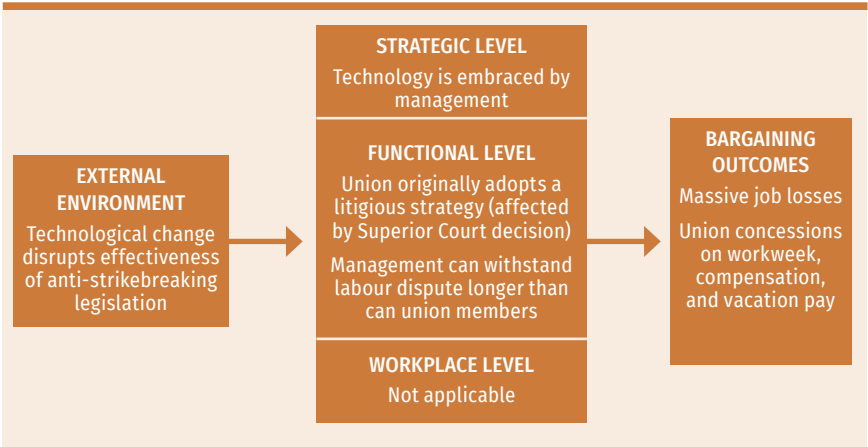 EXTERNAL
ENVIRONMENT
Technological change
disrupts effectiveness
of anti-strikebreaking
legislation
STRATEGIC LEVEL
Technology is embraced by
management
FUNCTIONAL LEVEL
Union originally adopts a
litigious strategy (affected
by Superior Court decision)
Management can withstand
labour dispute longer than
can union members
WORKPLACE LEVEL
Not applicable
BARGAINING
OUTCOMES
Massive job losses
Union concessions
on workweek,
compensation,
and vacation pay